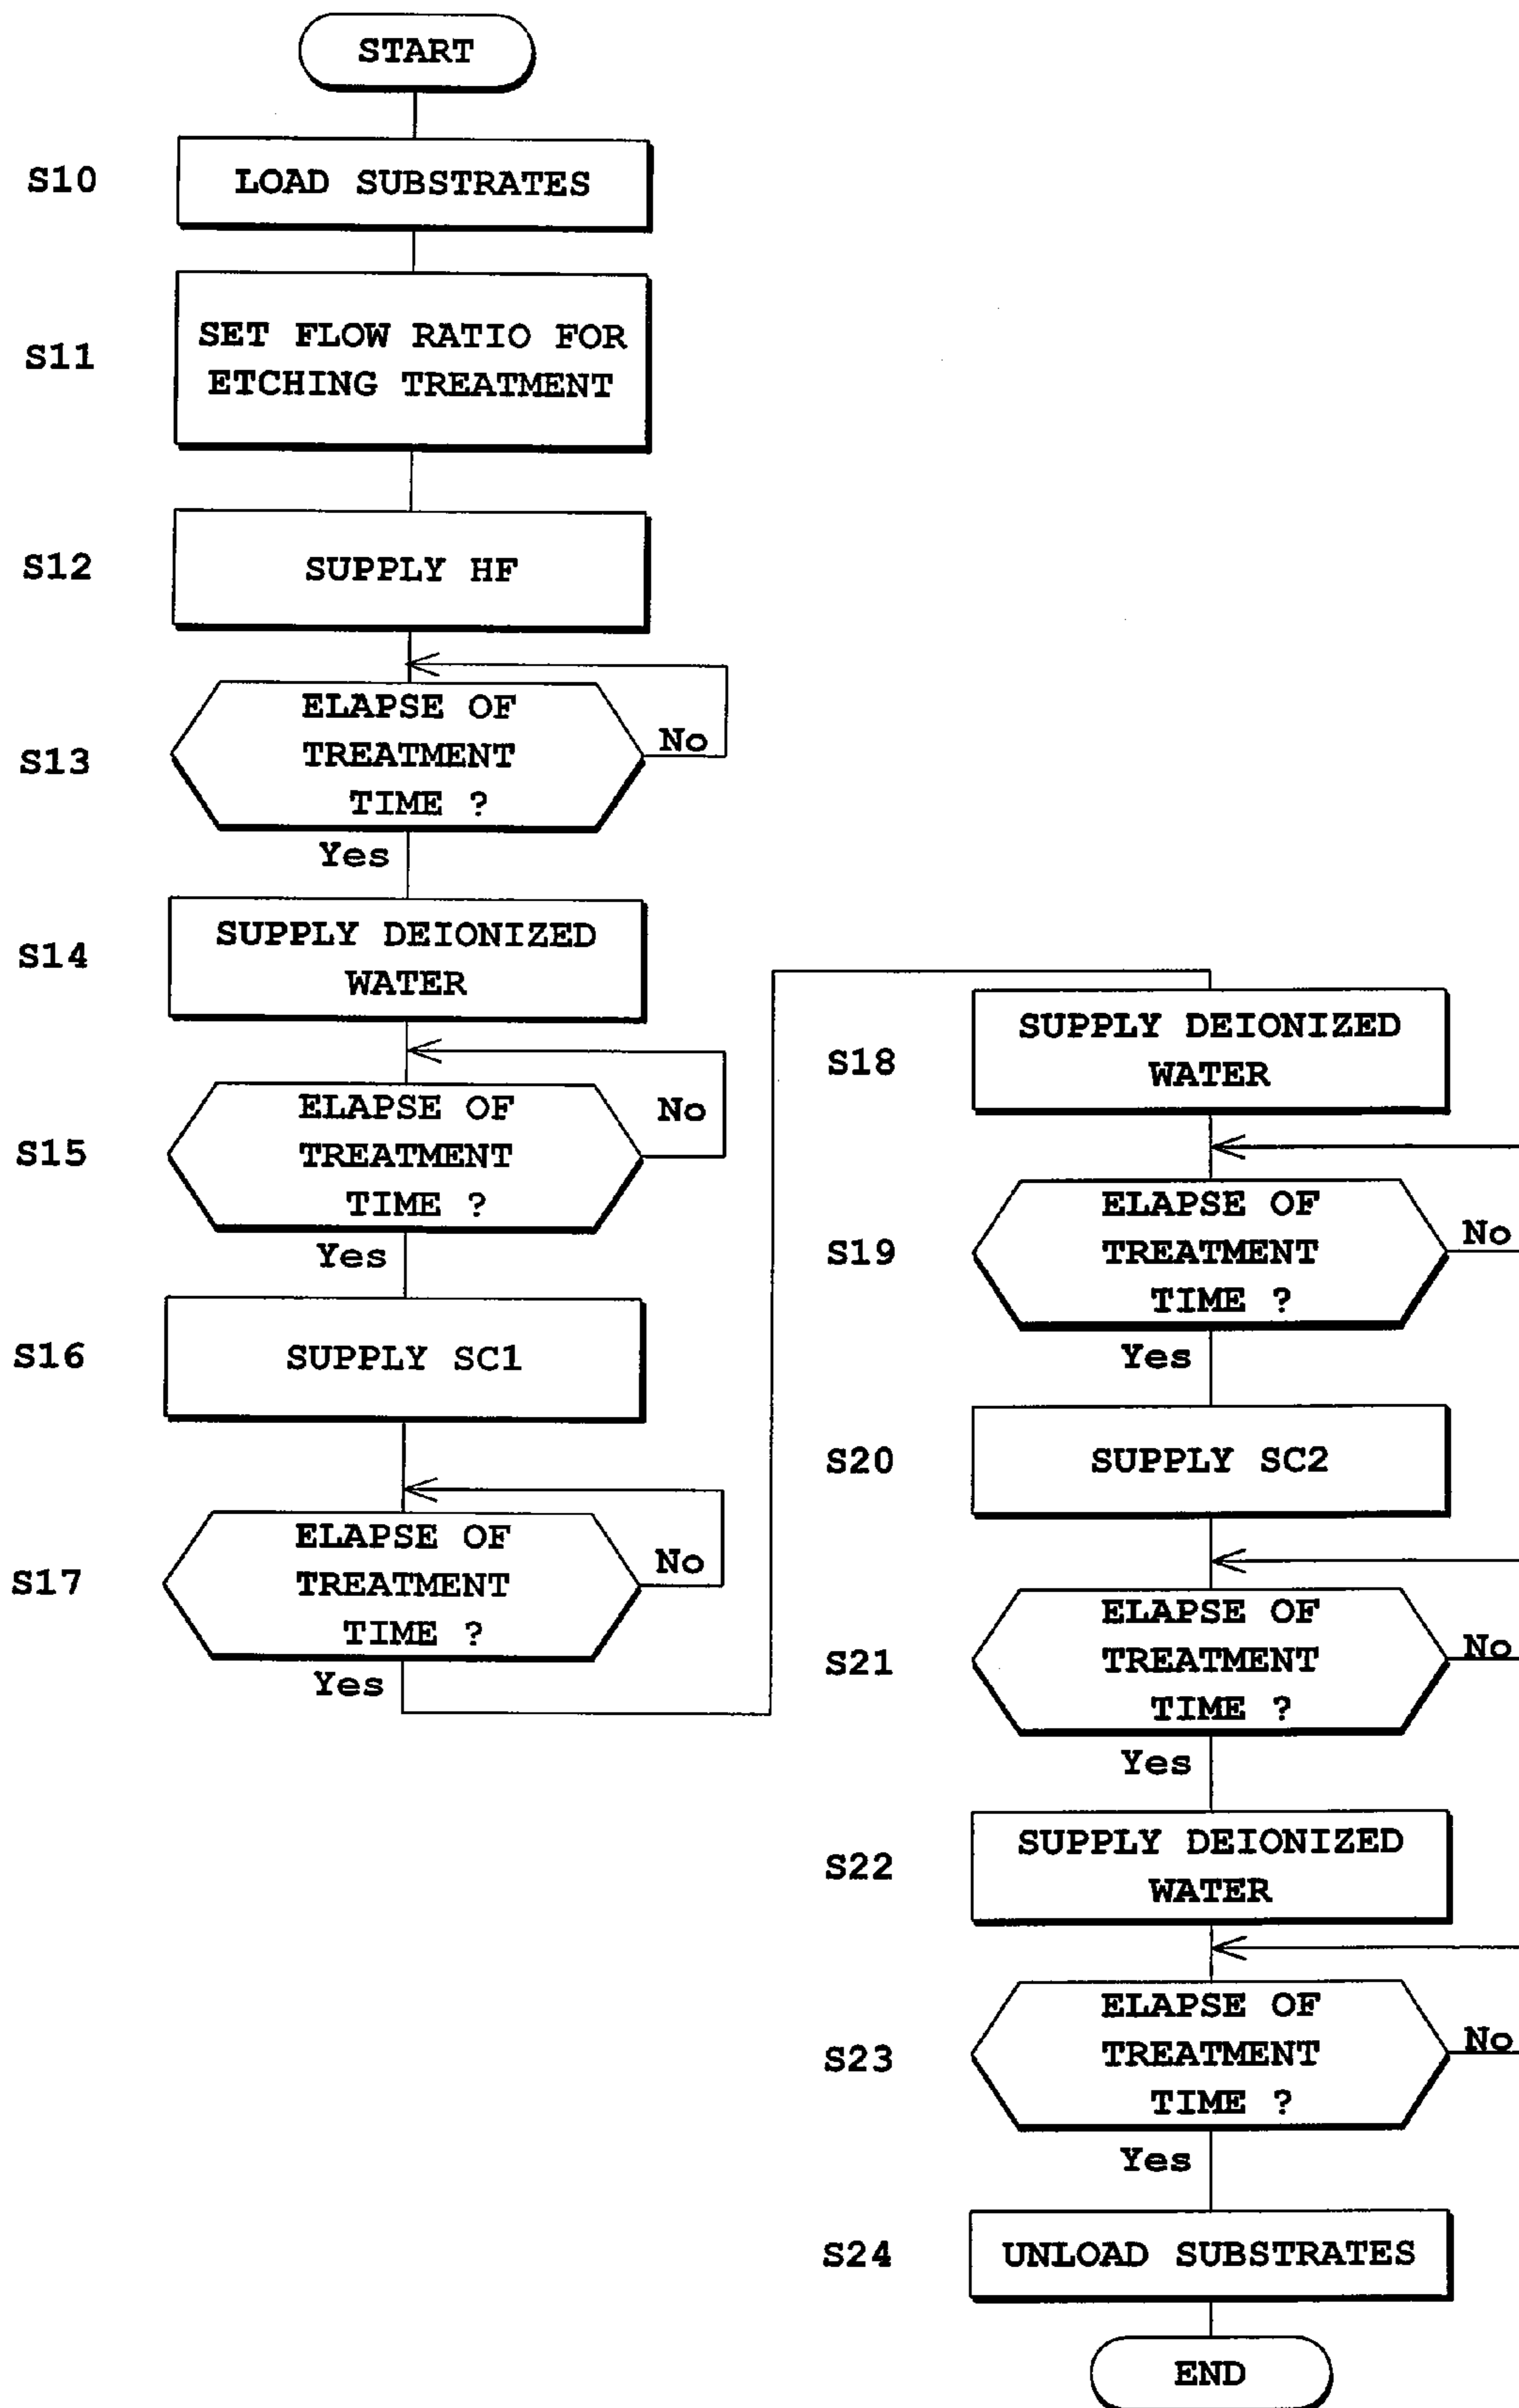 START
S10
LOAD SUBSTRATES
S11
SET FLOW RATIO FOR
ETCHING TREATMENT
S12
SUPPLY HF
S13
ELAPSE OF
TREATMENT
TIME ?
No
Yes
S14
SUPPLY DEIONIZED
WATER
S15
ELAPSE OF
TREATMENT
TIME ?
No
Yes
S16
SUPPLY SC1
S17
ELAPSE OF
TREATMENT
TIME ?
No
Yes
S18
SUPPLY DEIONIZED
WATER
S19
ELAPSE OF
TREATMENT
TIME ?
No
Yes
S20
SUPPLY SC2
S21
ELAPSE OF
TREATMENT
TIME ?
No
Yes
S22
SUPPLY DEIONIZED
WATER
S23
ELAPSE OF
TREATMENT
TIME ?
No
Yes
S24
UNLOAD SUBSTRATES
END